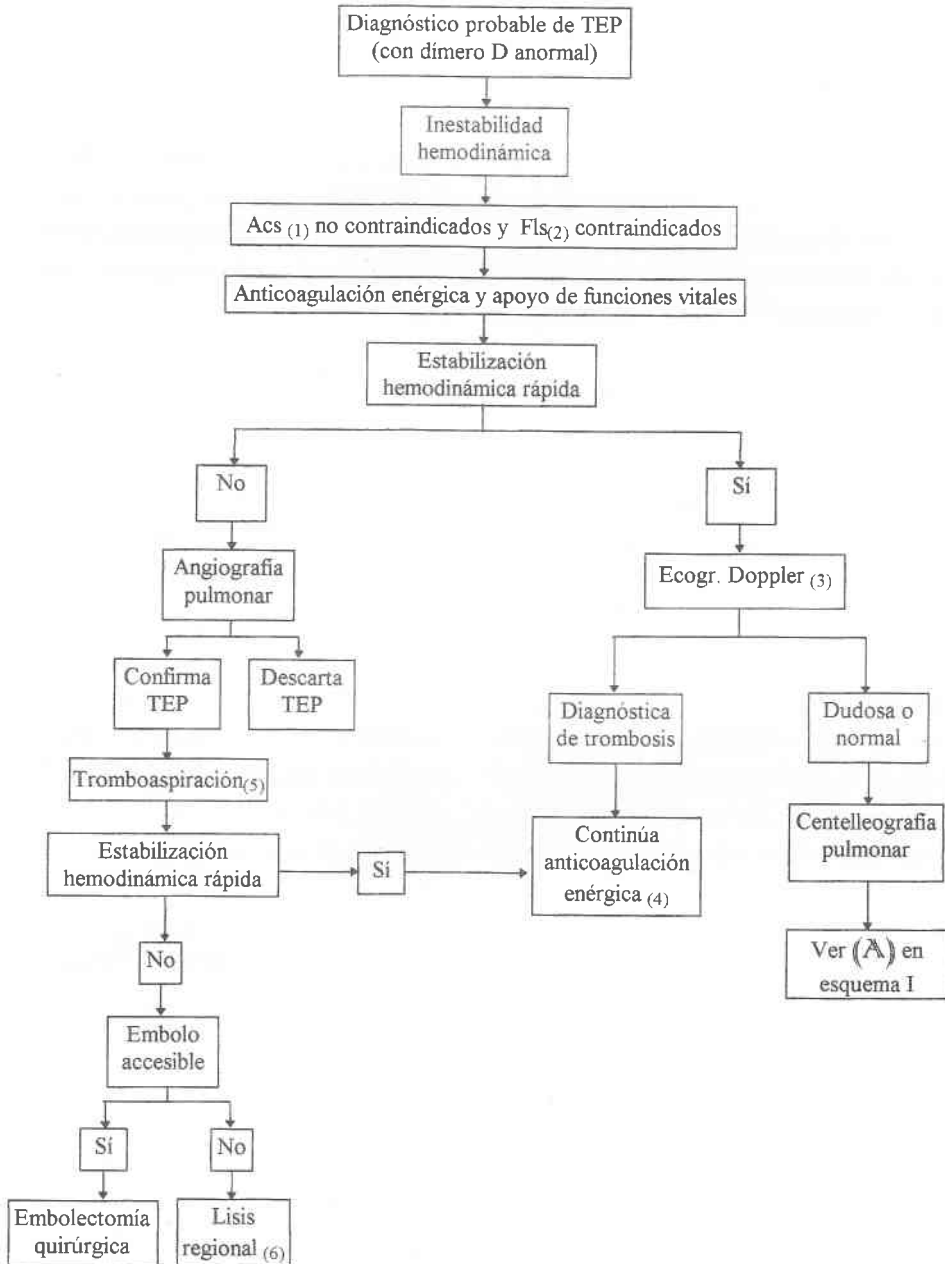 Diagnóstico probable de TEP
(con dímero D anormal)
Inestabilidad
hemodinámica
Acs (1) no contraindicados y Fls(2) contraindicados
Anticoagulación enérgica y apoyo de funciones vitales
Estabilización
hemodinámica rápida
No
Sí
Angiografía
pulmonar
Ecogr. Doppler (3)
Confirma
TEP
Descarta
TEP
Diagnóstica
de trombosis
Dudosa o
normal
Tromboaspiración(5)
Centelleografía
pulmonar
Estabilización
hemodinámica rápida
Sí
Continúa
anticoagulación
enérgica (4)
Ver (A) en
esquema I
No
Embolo
accesible
Sí
No
Embolectomía
quirúrgica
Lisis
regional (6)